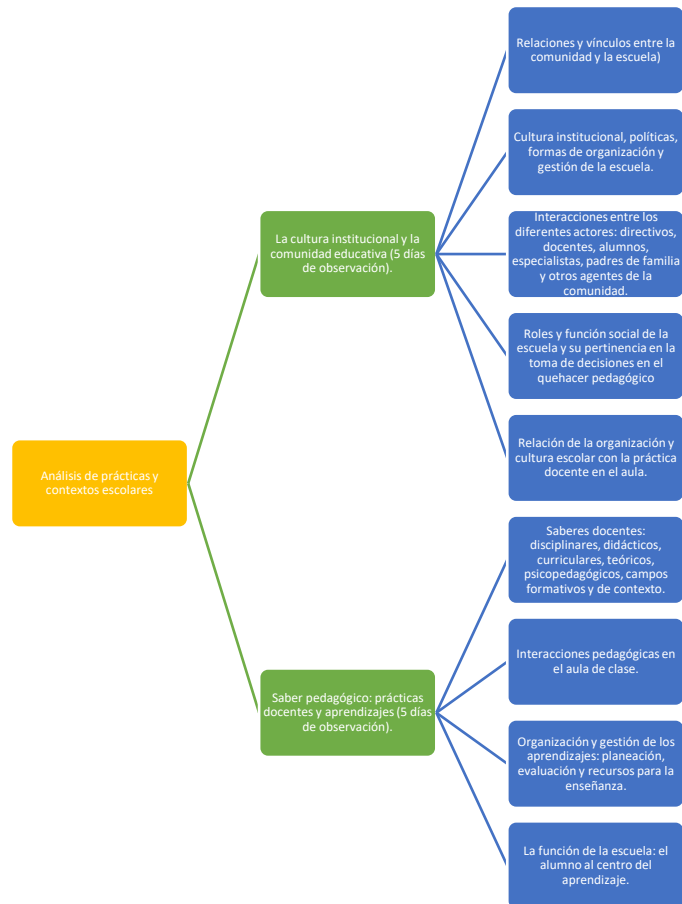 Relaciones y vínculos entre la
comunidad y la escuela)
Cultura institucional, políticas,
formas de organización y
gestión de la escuela.
La cultura institucional y la
comunidad educativa (5 días
de observación).
Interacciones entre los
diferentes actores: directivos,
docentes, alumnos,
especialistas, padres de familia
y otros agentes de la
comunidad.
Roles y función social de la
escuela y su pertinencia en la
toma de decisiones en el
quehacer pedagógico
Relación de la organización y
cultura escolar con la práctica
docente en el aula.
Análisis de prácticas y
contextos escolares
Saberes docentes:
disciplinares, didácticos,
curriculares, teóricos,
psicopedagógicos, campos
formativos y de contexto.
Interacciones pedagógicas en
el aula de clase.
Saber pedagógico: prácticas
docentes y aprendizajes (5 días
de observación).
Organización y gestión de los
aprendizajes: planeación,
evaluación y recursos para la
enseñanza.
La función de la escuela: el
alumno al centro del
aprendizaje.